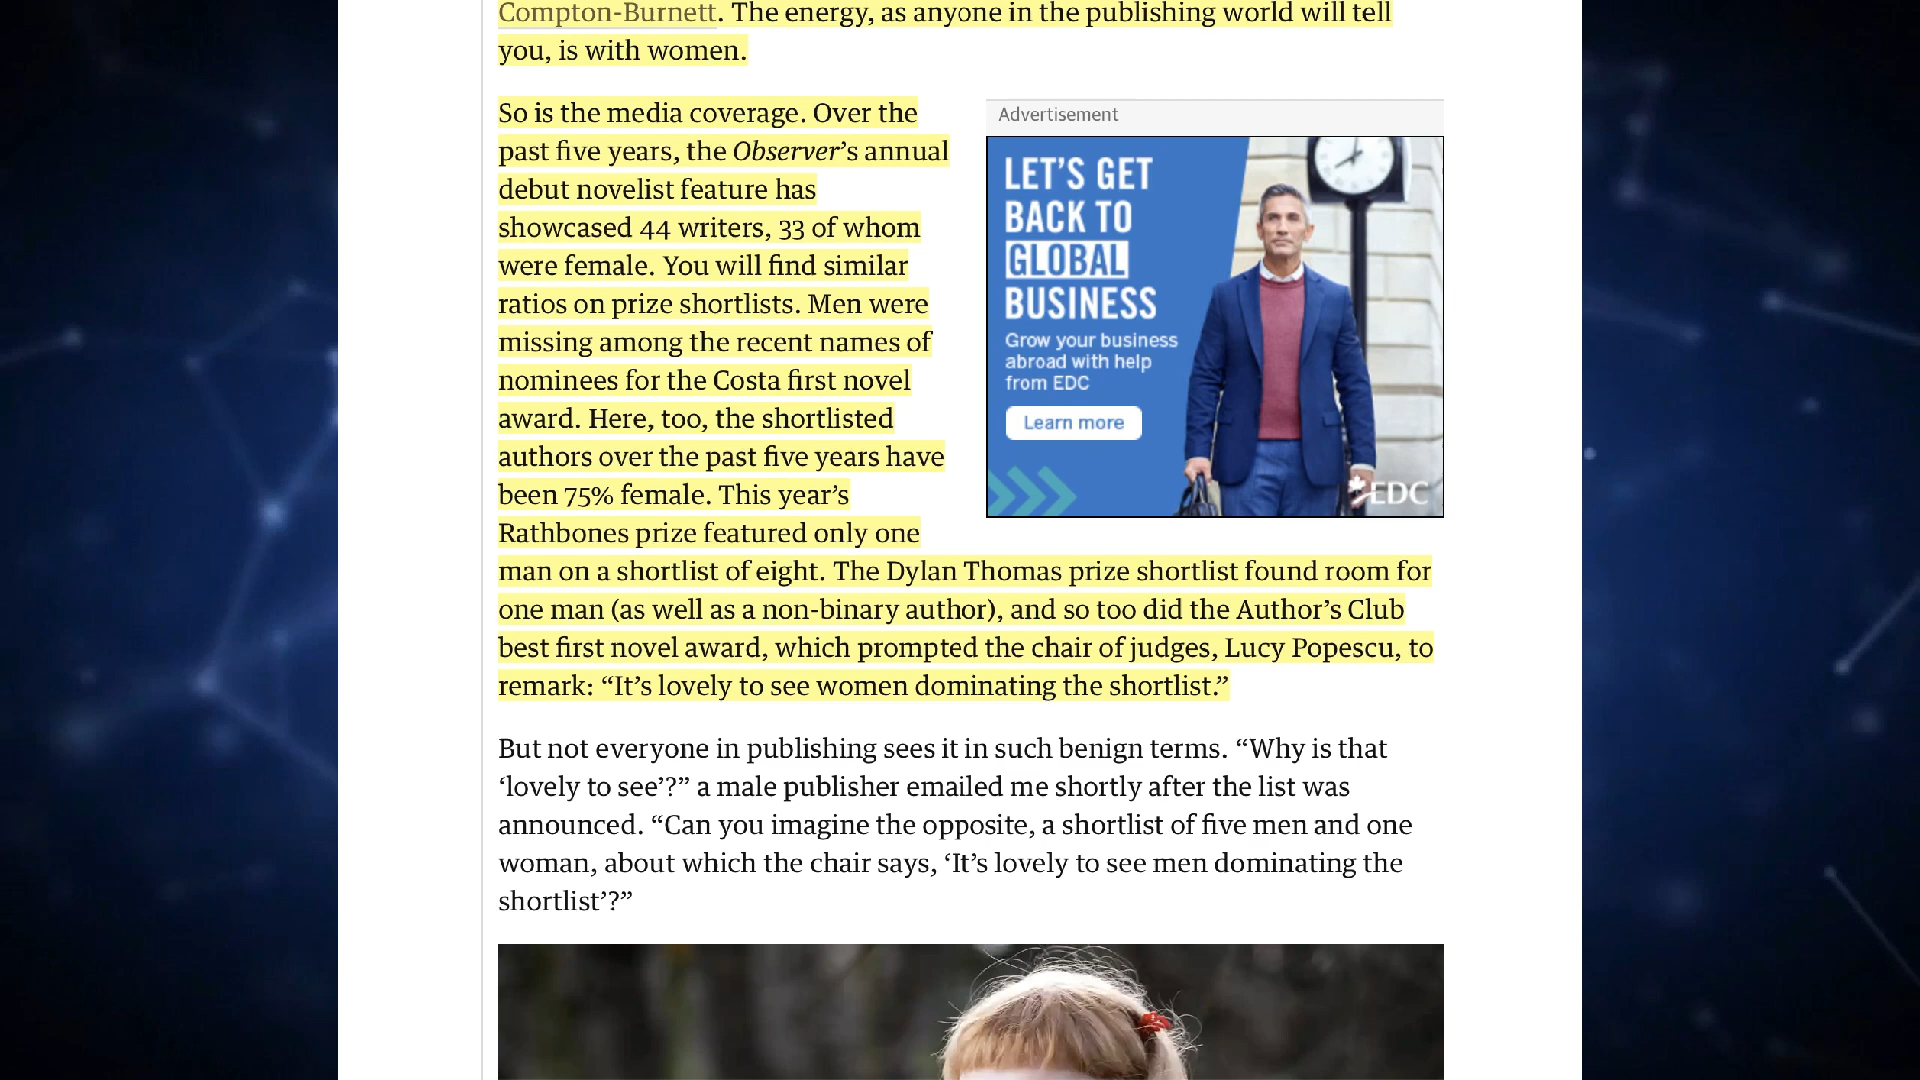 Compton-Burnett. The energy, as anyone in the publishing world will tell
you, is with women.
So is the media coverage. Over the
past five years, the Observer’s annual
debut novelist feature has
showcased 44 writers, 33 of whom
were female. You will find similar
ratios on prize shortlists. Men were
missing among the recent names of
nominees for the Costa first novel
award. Here, too, the shortlisted
authors over the past five years have
been 75% female. This year’s
Rathbones prize featured only one
man on a shortlist of eight. The Dylan Thomas prize shortlist found room for
one man (as well as a non-binary author), and so too did the Author’s Club
best first novel award, which prompted the chair of judges, Lucy Popescu, to
remark: “It’s lovely to see women dominating the shortlist.”
Advertisement
LET’S GET
BACK TO
GLOBAL
BUSINESS
Grow your business
abroad with help
from EDC
Learn more
EDC
But not everyone in publishing sees it in such benign terms. “Why is that
‘lovely to see’?” a male publisher emailed me shortly after the list was
announced. “Can you imagine the opposite, a shortlist of five men and one
woman, about which the chair says, ‘It’s lovely to see men dominating the
shortlist’?”